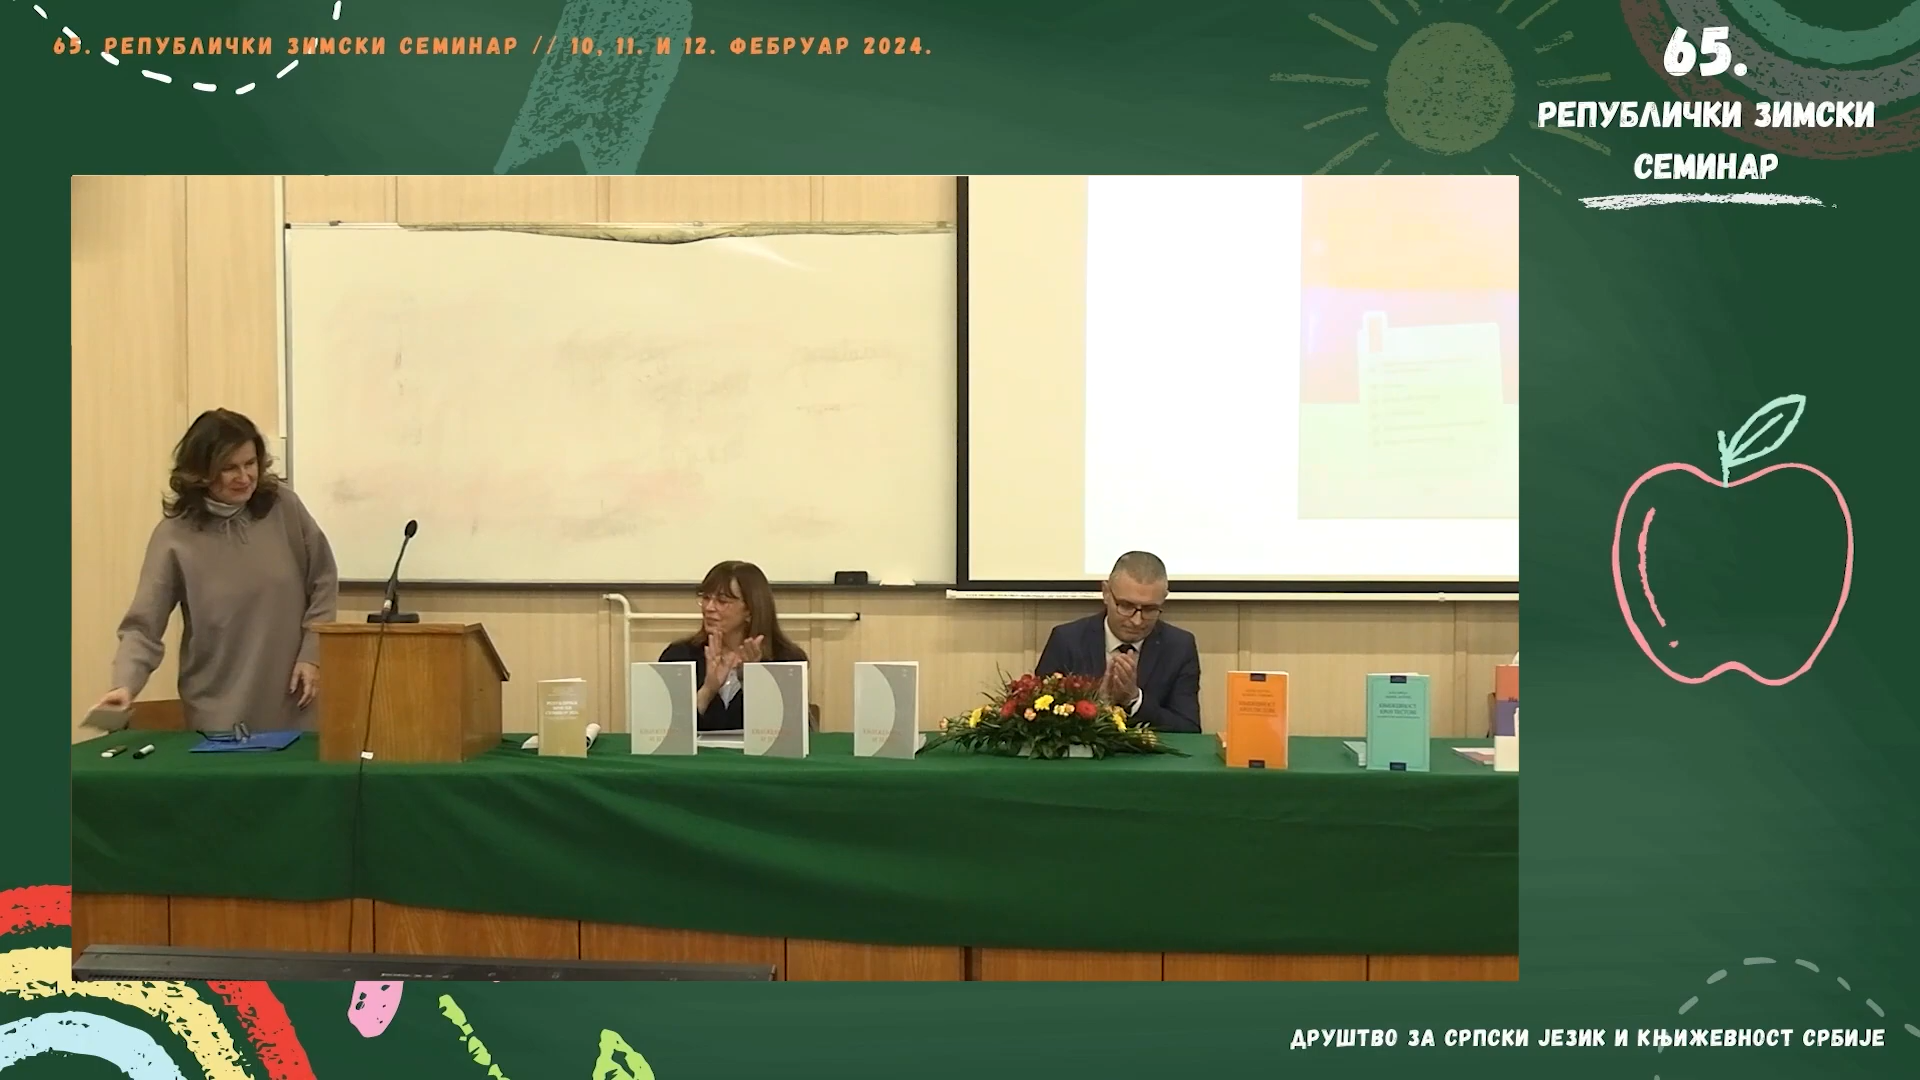 65. РЕПУБЛИЧКИ ЗИМСКИ СЕМИНАР // 10, 11. И 12. ФЕБРУАР 2024.
65.
РЕПУБЛИЧКИ ЗИМСКИ
СЕМИНАР
ДРУШТВО ЗА СРПСКИ ЈЕЗИК И КЊИЖЕВНОСТ СРБИЈЕ